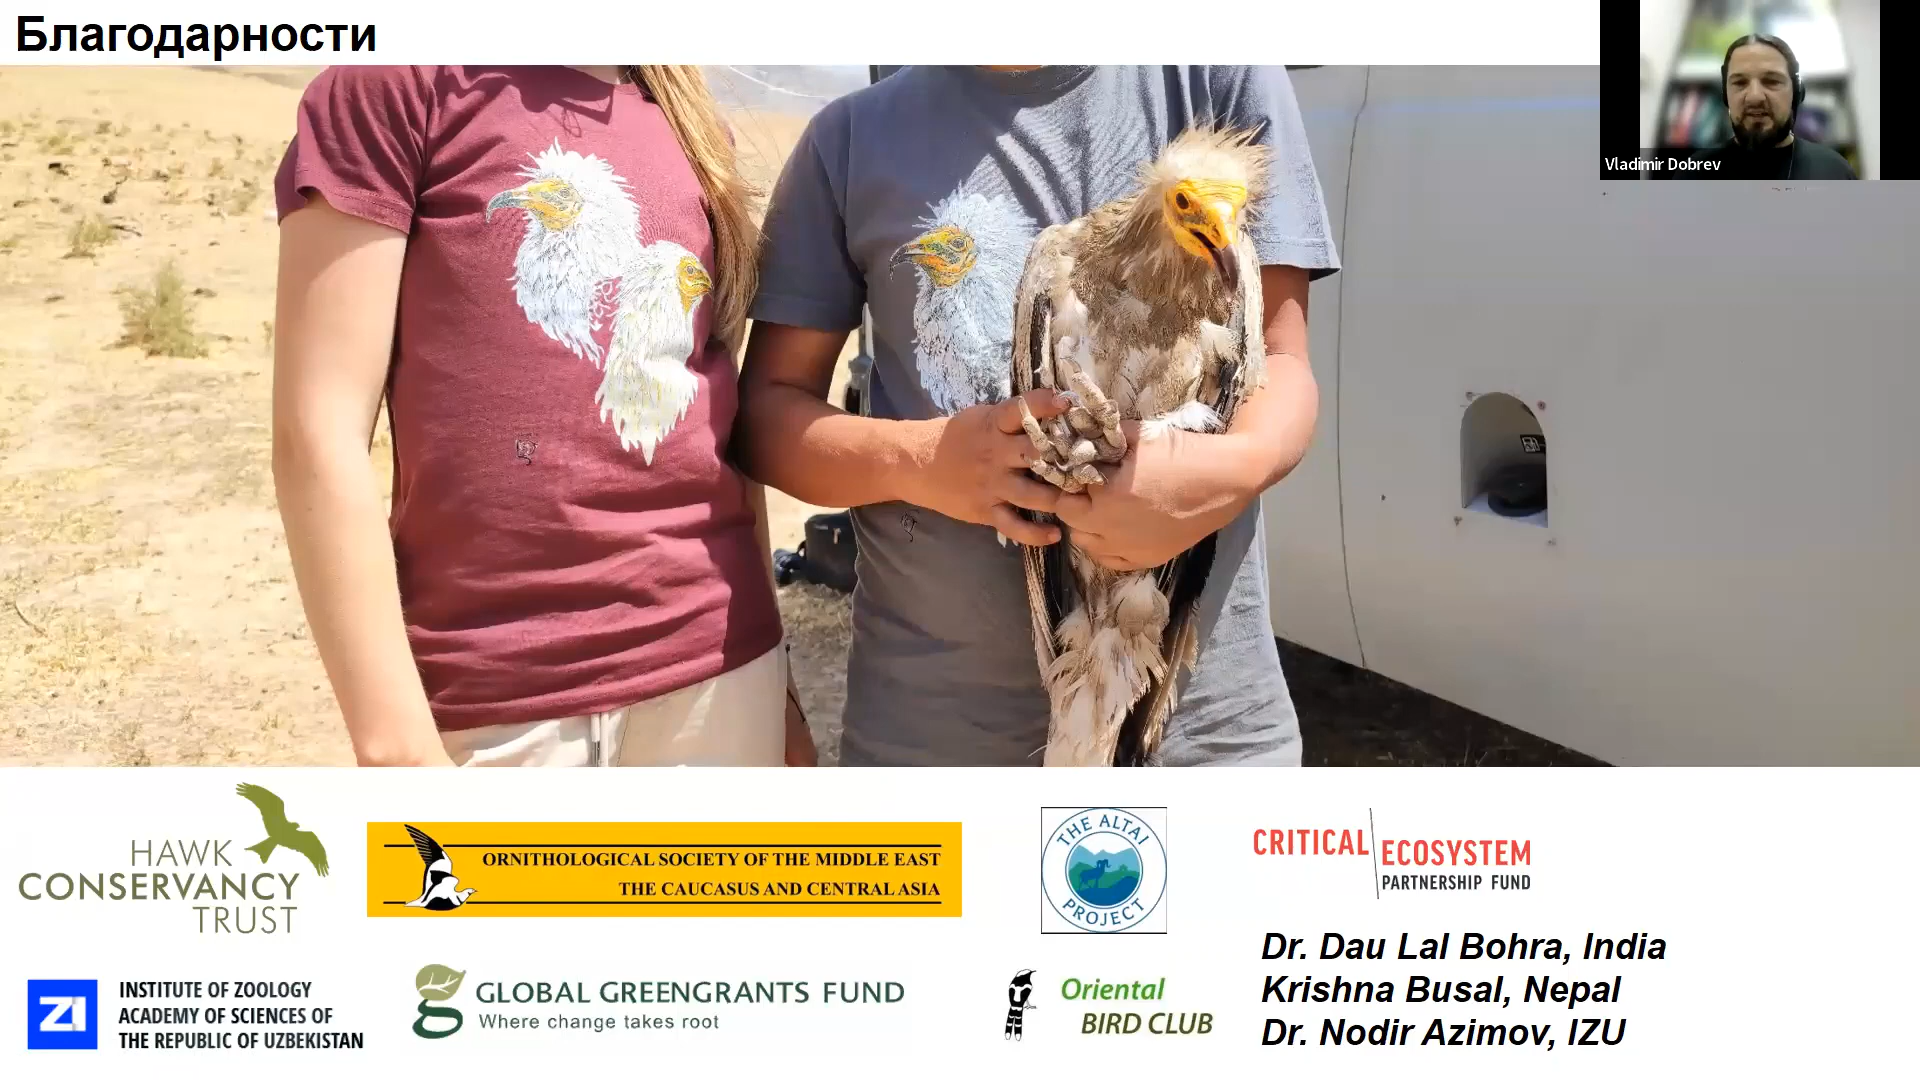 Благодарности
Vladimir Dobrev
HAWK
CONSERVANCY
TRUST
ORNITHOLOGICAL SOCIETY OF THE MIDDLE EAST
THE CAUCASUS AND CENTRAL ASIA
THE ALTAI
PROJECT
CRITICAL ECOSYSTEM
PARTNERSHIP FUND
ZI
INSTITUTE OF ZOOLOGY
ACADEMY OF SCIENCES OF
THE REPUBLIC OF UZBEKISTAN
g
GLOBAL GREENGRANTS FUND
Where change takes root
Oriental
BIRD CLUB
Dr. Dau Lal Bohra, India
Krishna Busal, Nepal
Dr. Nodir Azimov, IZU